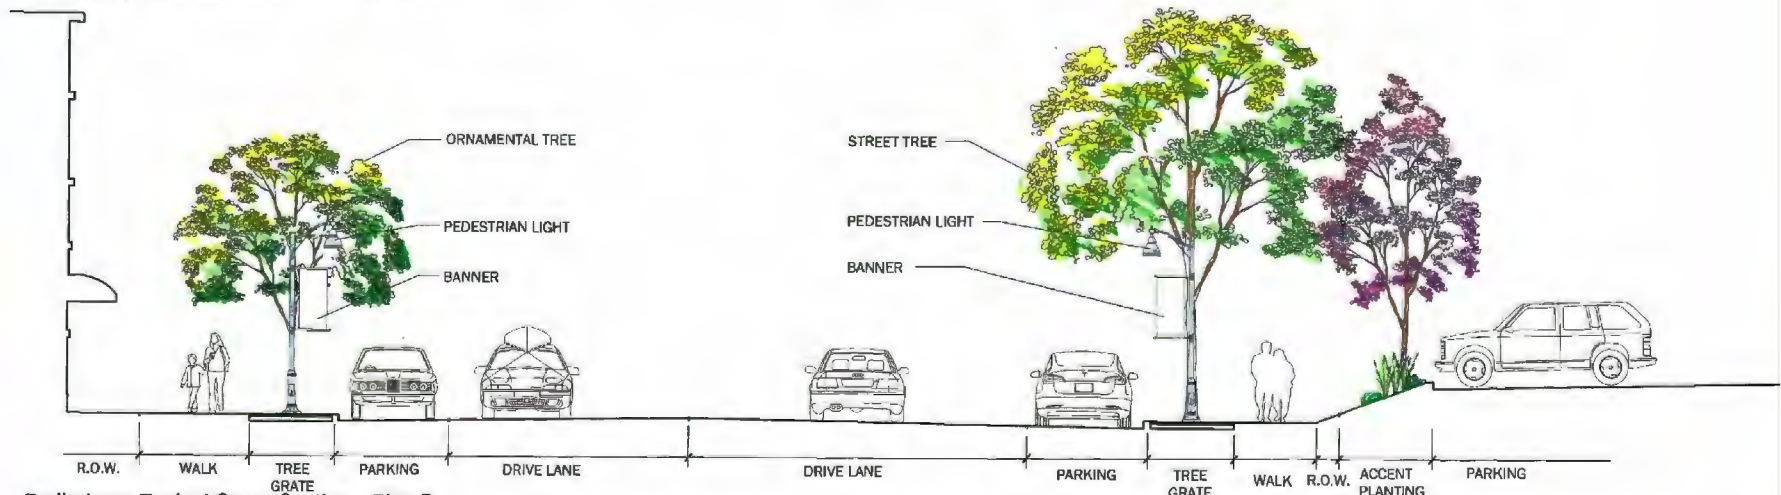 ORNAMENTAL TREE
STREET TREE
PEDESTRIAN LIGHT
PEDESTRIAN LIGHT
BANNER
BANNER
R.O.W.
WALK
TREE
GRATE
PARKING
DRIVE LANE
DRIVE LANE
PARKING
TREE
GRATE
WALK
R.O.W.
ACCENT
PLANTING
PARKING